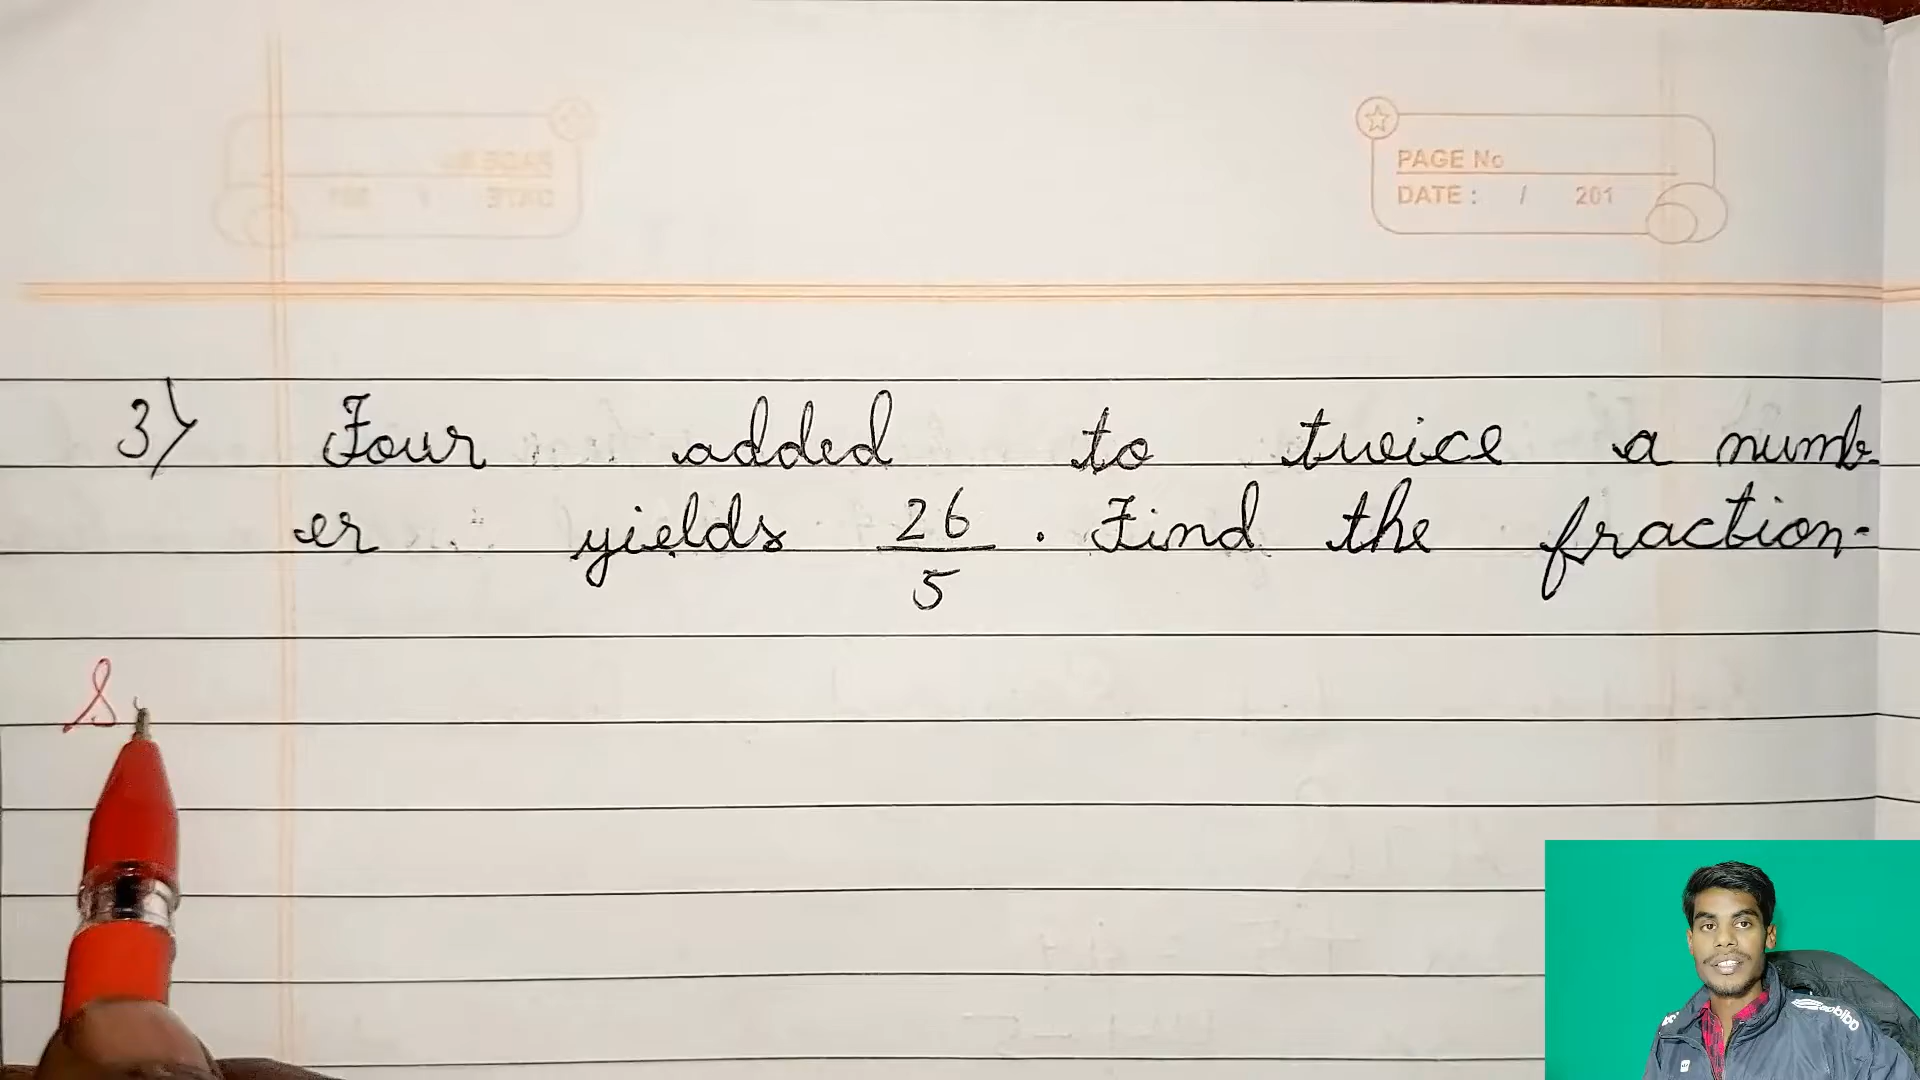 PAGE No
DATE : / 201
3) Four added to twice a numb-
er yields 26/5 . Find the fraction.
S